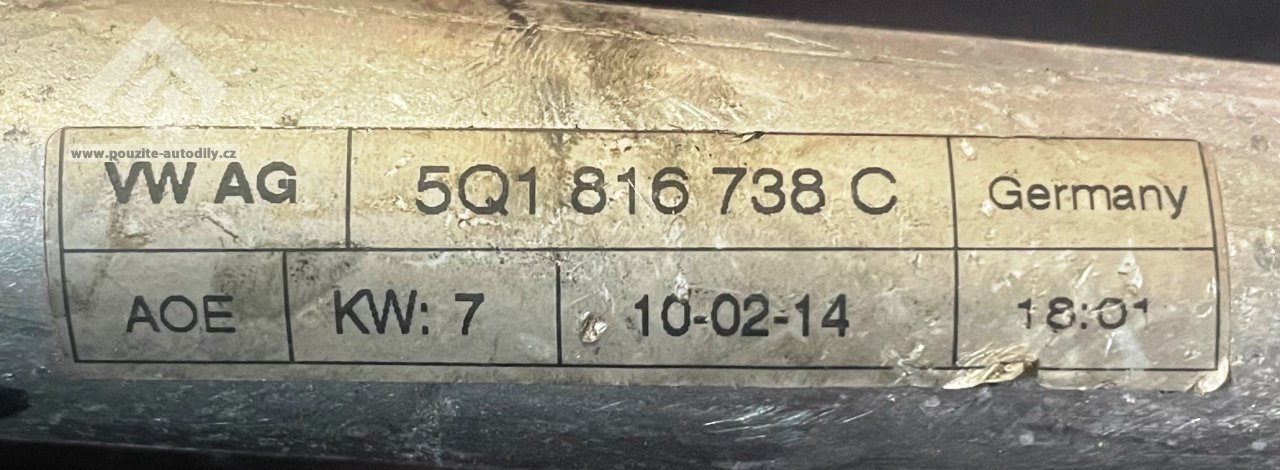 www.pouzite-autodily.cz
VW AG 5Q1 816 738 C Germany
AOE KW: 7 10-02-14 18:01